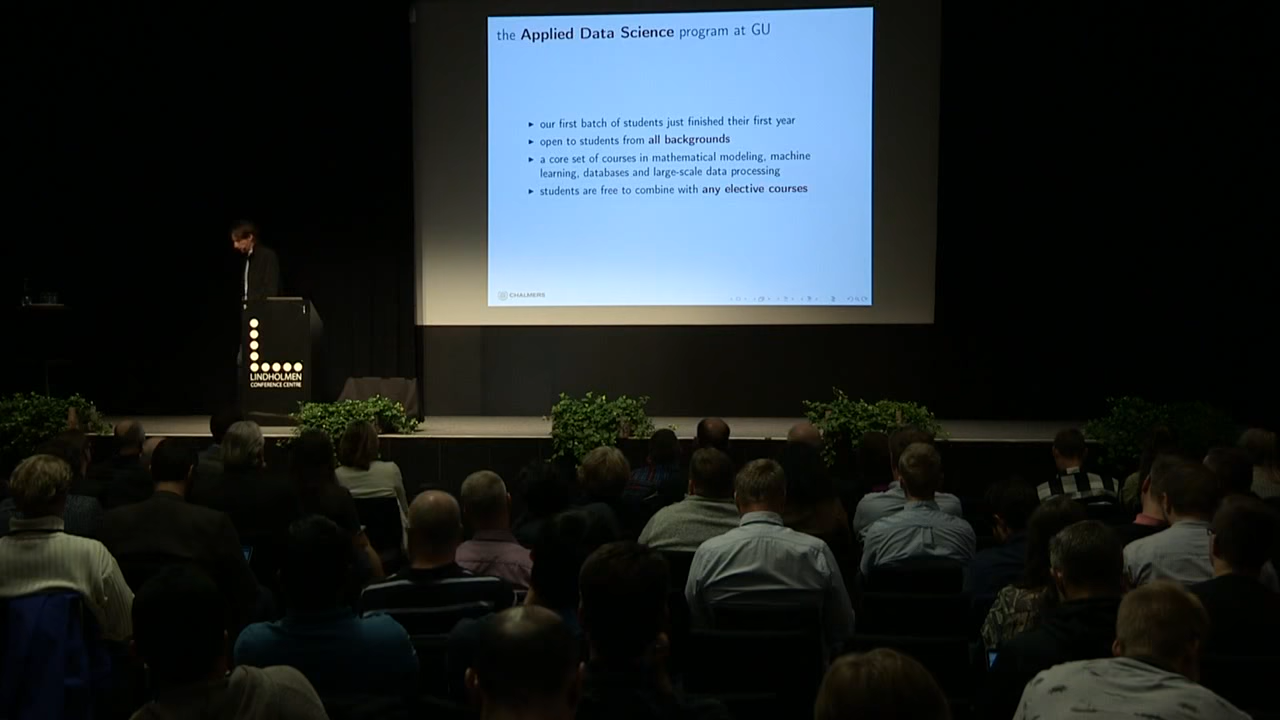 the Applied Data Science program at GU
► our first batch of students just finished their first year
► open to students from all backgrounds
► a core set of courses in mathematical modeling, machine
learning, databases and large-scale data processing
► students are free to combine with any elective courses
CHALMERS
LINDHOLMEN
CONFERENCE CENTRE